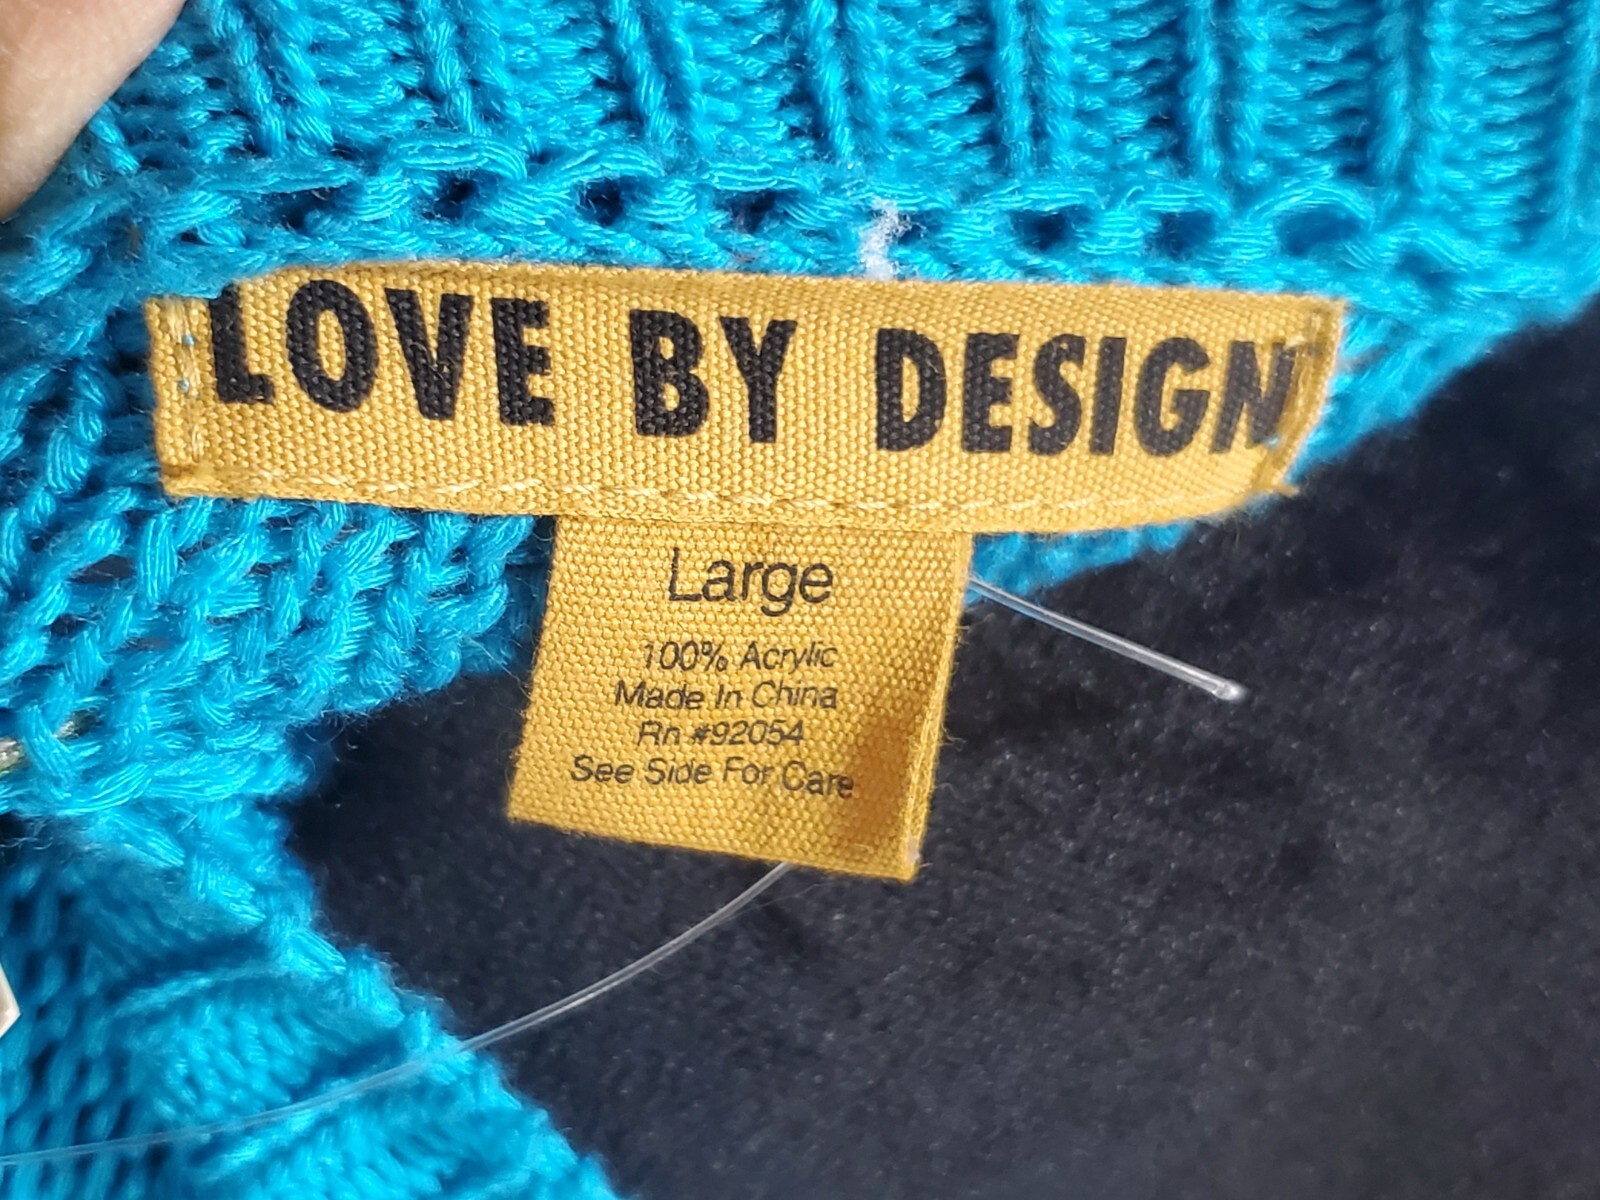 LOVE BY DESIGN
Large
100% Acrylic
Made In China
Rn #92054
See Side For Care